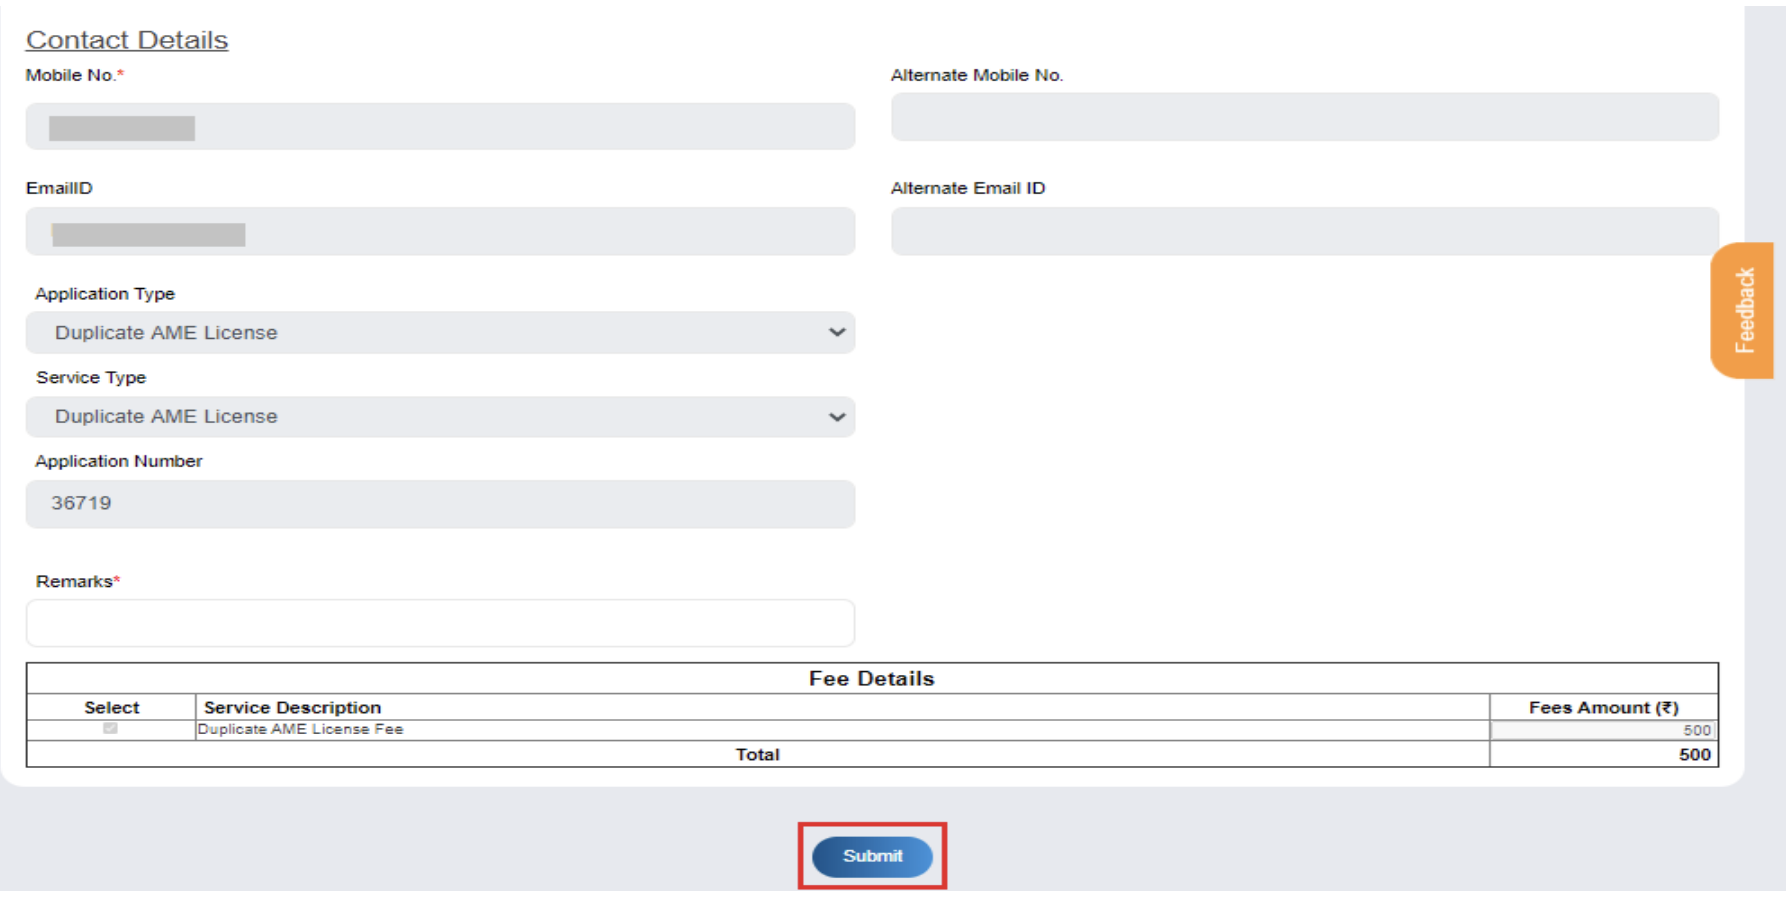 Contact Details
Mobile No.*
Alternate Mobile No.
EmailID
Alternate Email ID
Feedback
Application Type
Duplicate AME License
Service Type
Duplicate AME License
Application Number
36719
Remarks*
Fee Details
Select Service Description Fees Amount (₹)
Duplicate AME License Fee 500
Total 500
Submit